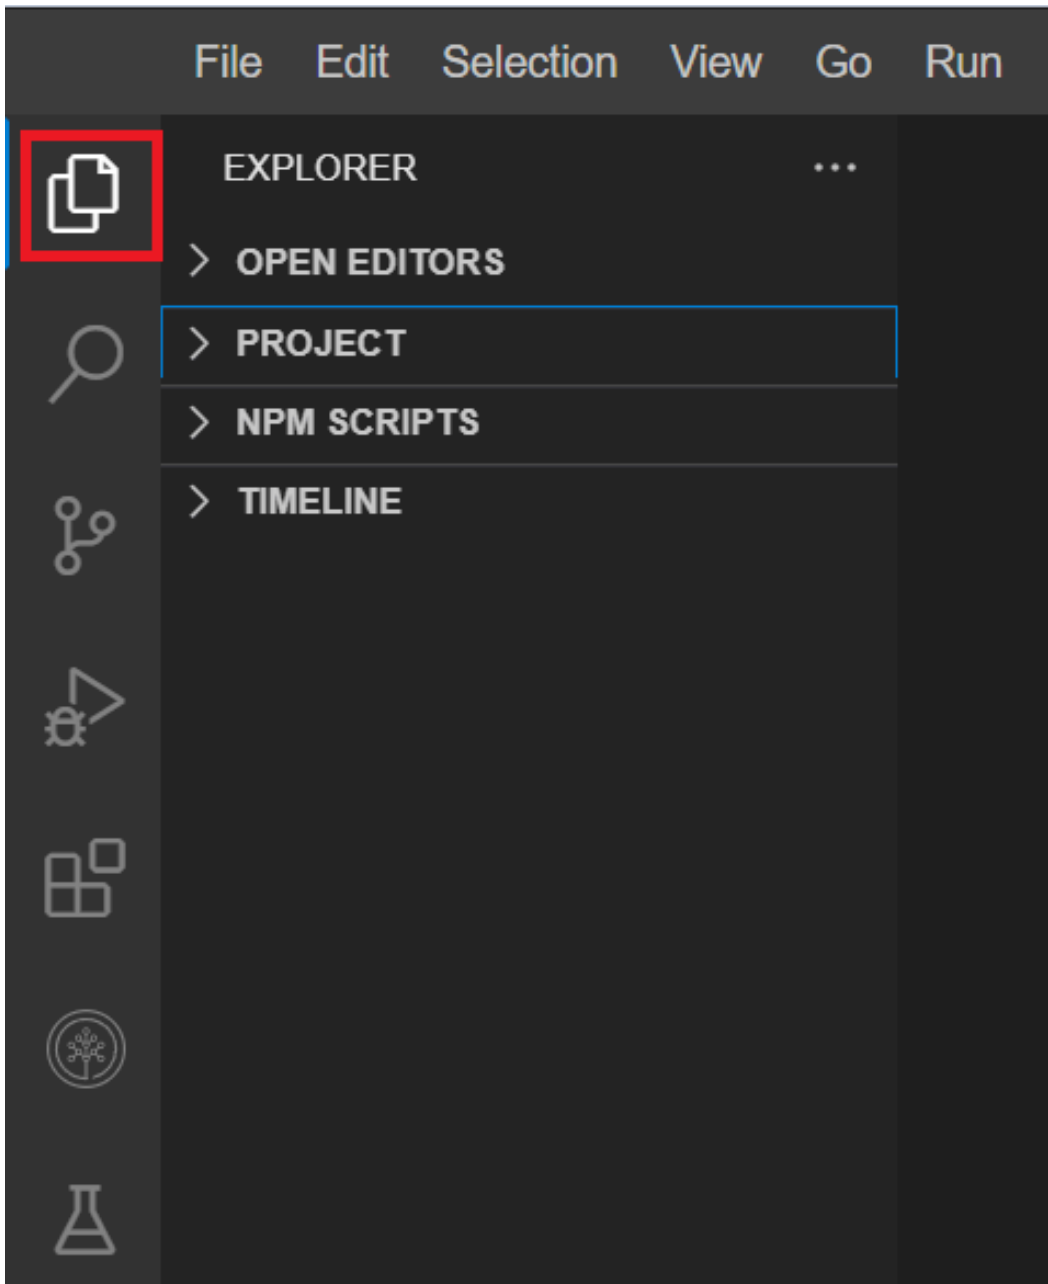 File Edit Selection View Go Run
EXPLORER
OPEN EDITORS
PROJECT
NPM SCRIPTS
TIMELINE